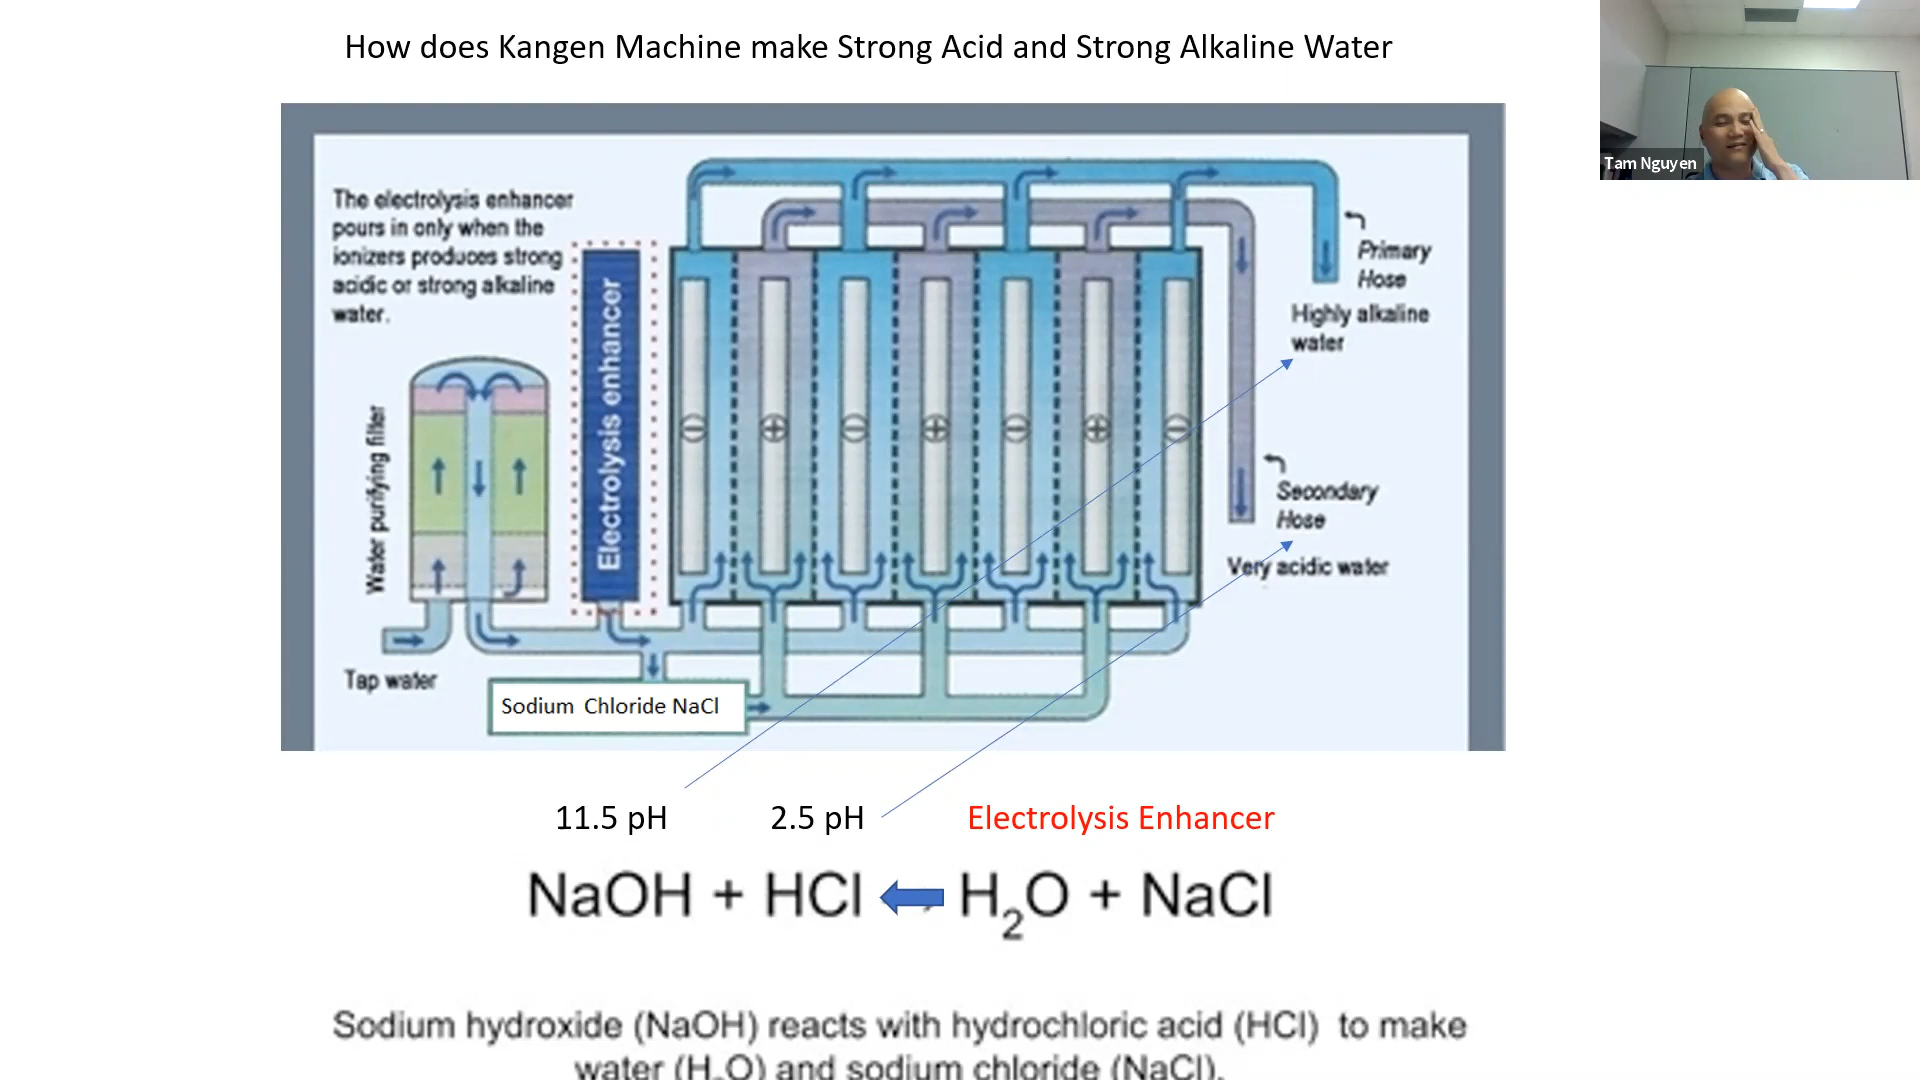 How does Kangen Machine make Strong Acid and Strong Alkaline Water
Tam Nguyen
The electrolysis enhancer
pours in only when the
ionizers produces strong
acidic or strong alkaline
water.
Water purifying filter
Electrolysis enhancer
Primary
Hose
Highly alkaline
water
Secondary
Hose
Very acidic water
Tap water
Sodium Chloride NaCl
11.5 pH 2.5 pH Electrolysis Enhancer
NaOH + HCl H₂O + NaCl
Sodium hydroxide (NaOH) reacts with hydrochloric acid (HCl) to make
water (H₂O) and sodium chloride (NaCl).